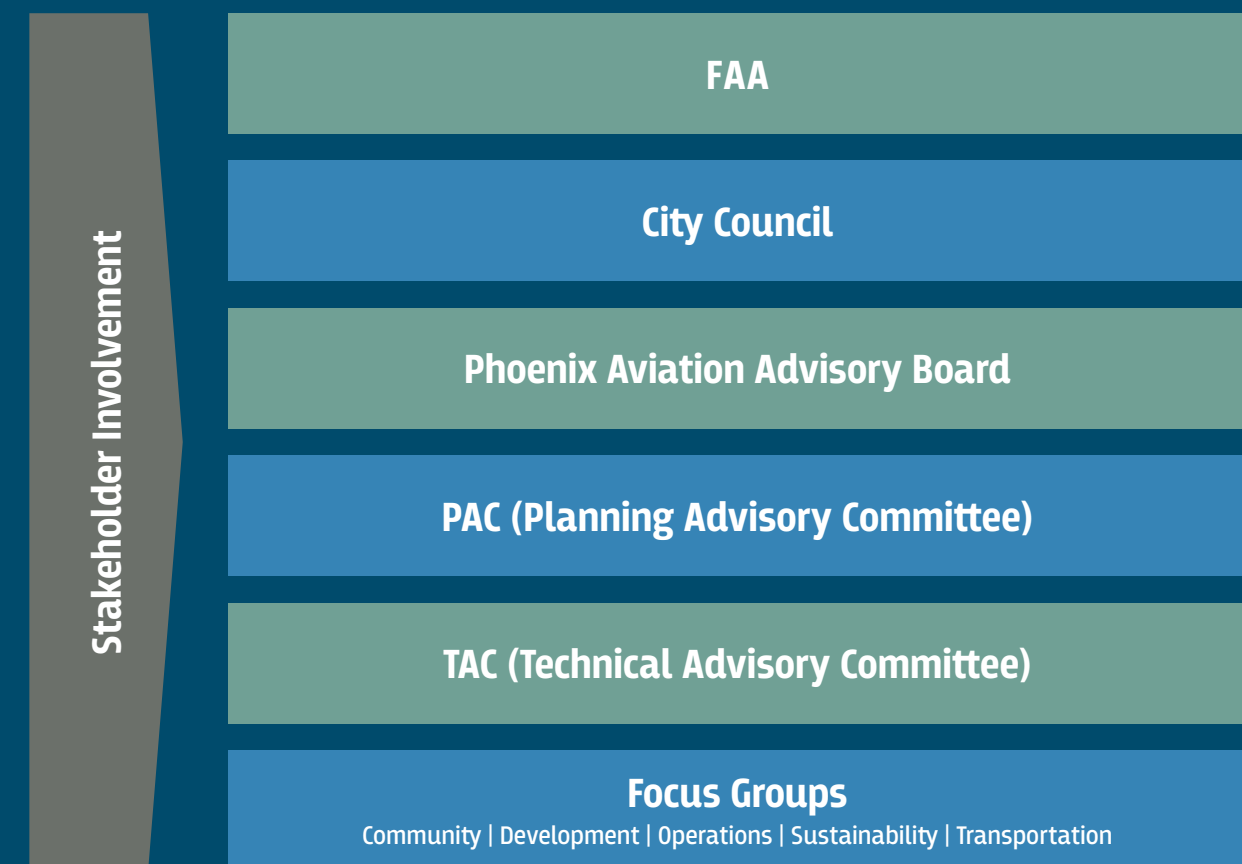 Stakeholder Involvement
FAA
City Council
Phoenix Aviation Advisory Board
PAC (Planning Advisory Committee)
TAC (Technical Advisory Committee)
Focus Groups
Community | Development | Operations | Sustainability | Transportation